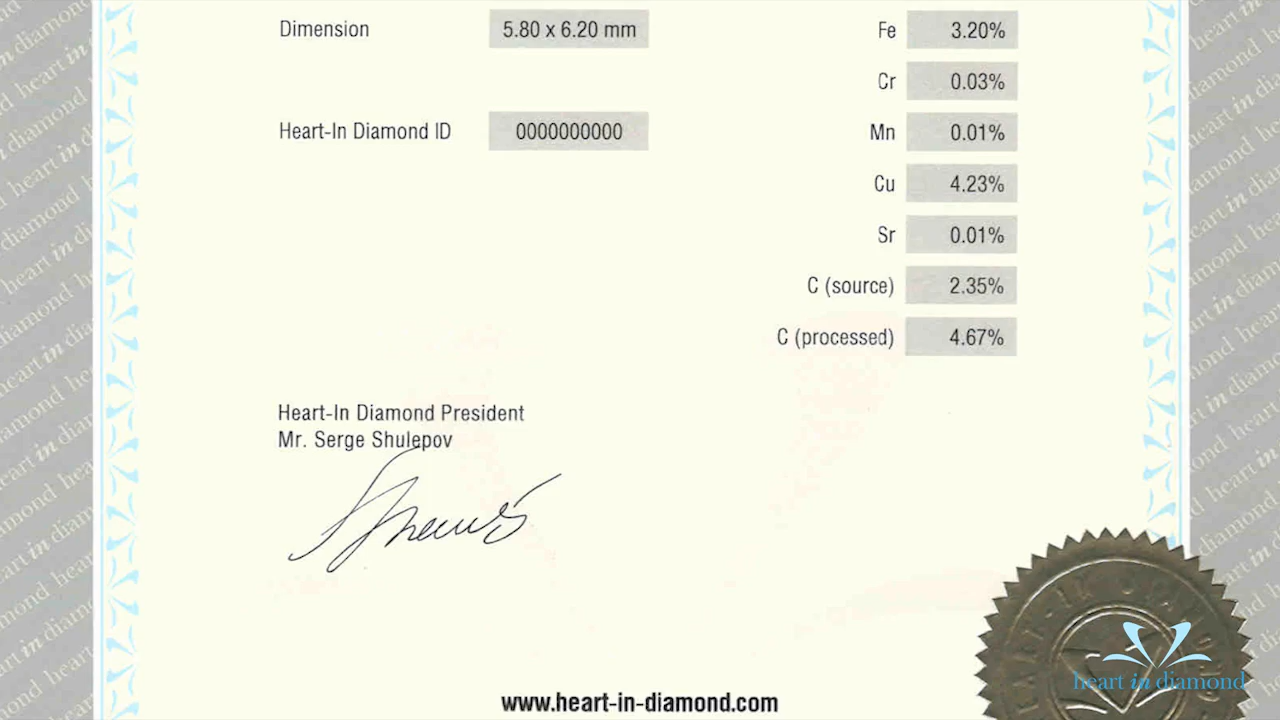 Dimension 5.80 x 6.20 mm
Heart-In Diamond ID 0000000000
Fe 3.20%
Cr 0.03%
Mn 0.01%
Cu 4.23%
Sr 0.01%
C (source) 2.35%
C (processed) 4.67%
Heart-In Diamond President
Mr. Serge Shulepov
www.heart-in-diamond.com
heart in diamond